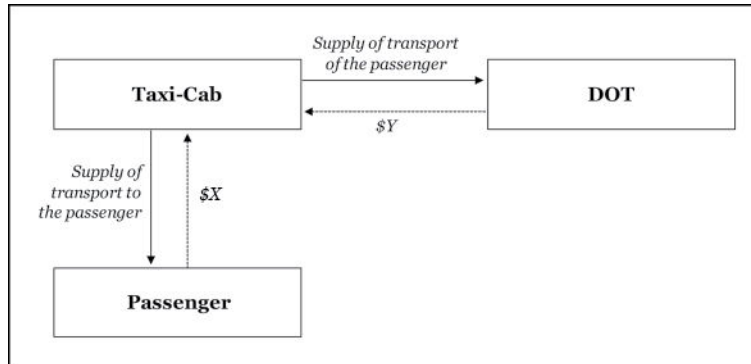 Supply of transport
of the passenger
Taxi-Cab
DOT
$Y
Supply of
transport to
the passenger
$X
Passenger